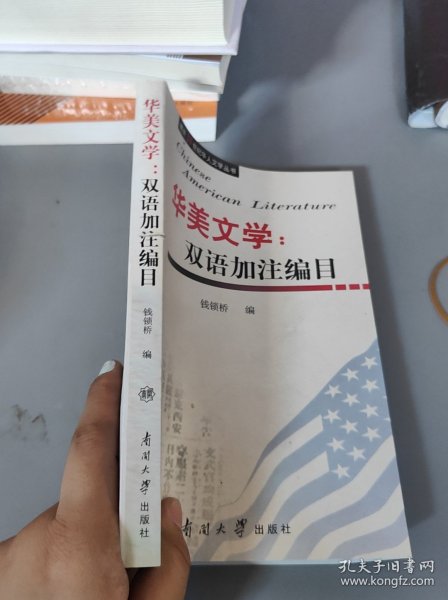 华美文学：双语加注编目
钱锁桥 编
南开大学出版社
Chinese
American Literature
华美文学：
双语加注编目
钱锁桥 编
南开大学出版社
孔夫子旧书网
www.kongfz.com